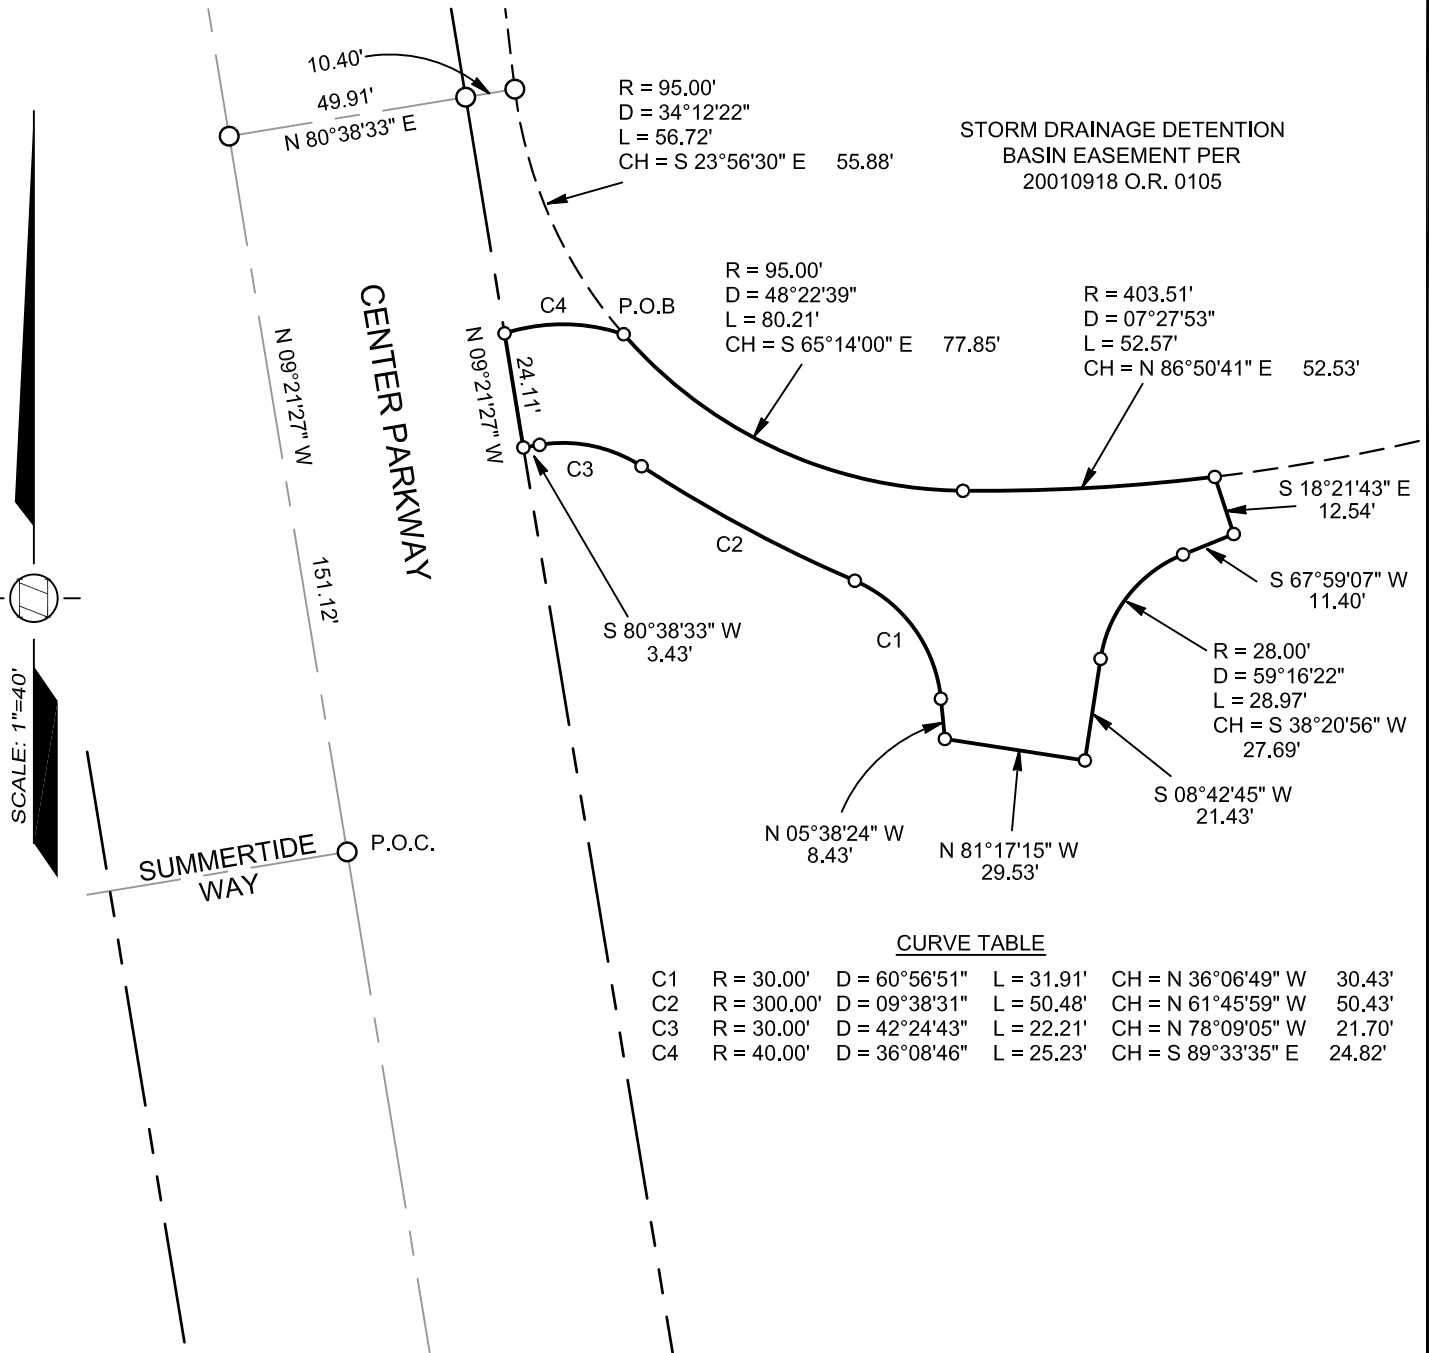 10.40'
49.91'
N 80°38'33" E
R = 95.00'
D = 34°12'22"
L = 56.72'
CH = S 23°56'30" E 55.88'
STORM DRAINAGE DETENTION
BASIN EASEMENT PER
20010918 O.R. 0105
R = 95.00'
D = 48°22'39"
L = 80.21'
CH = S 65°14'00" E 77.85'
R = 403.51'
D = 07°27'53"
L = 52.57'
CH = N 86°50'41" E 52.53'
C4
P.O.B
N 09°21'27" W
CENTER PARKWAY
N 09°21'27" W
24.11'
C3
C2
C1
S 18°21'43" E
12.54'
S 67°59'07" W
11.40'
151.12'
S 80°38'33" W
3.43'
R = 28.00'
D = 59°16'22"
L = 28.97'
CH = S 38°20'56" W
27.69'
SCALE: 1"=40'
S 08°42'45" W
21.43'
N 05°38'24" W
8.43'
N 81°17'15" W
29.53'
SUMMERTIDE
WAY
P.O.C.
CURVE TABLE
C1 R = 30.00' D = 60°56'51" L = 31.91' CH = N 36°06'49" W 30.43'
C2 R = 300.00' D = 09°38'31" L = 50.48' CH = N 61°45'59" W 50.43'
C3 R = 30.00' D = 42°24'43" L = 22.21' CH = N 78°09'05" W 21.70'
C4 R = 40.00' D = 36°08'46" L = 25.23' CH = S 89°33'35" E 24.82'